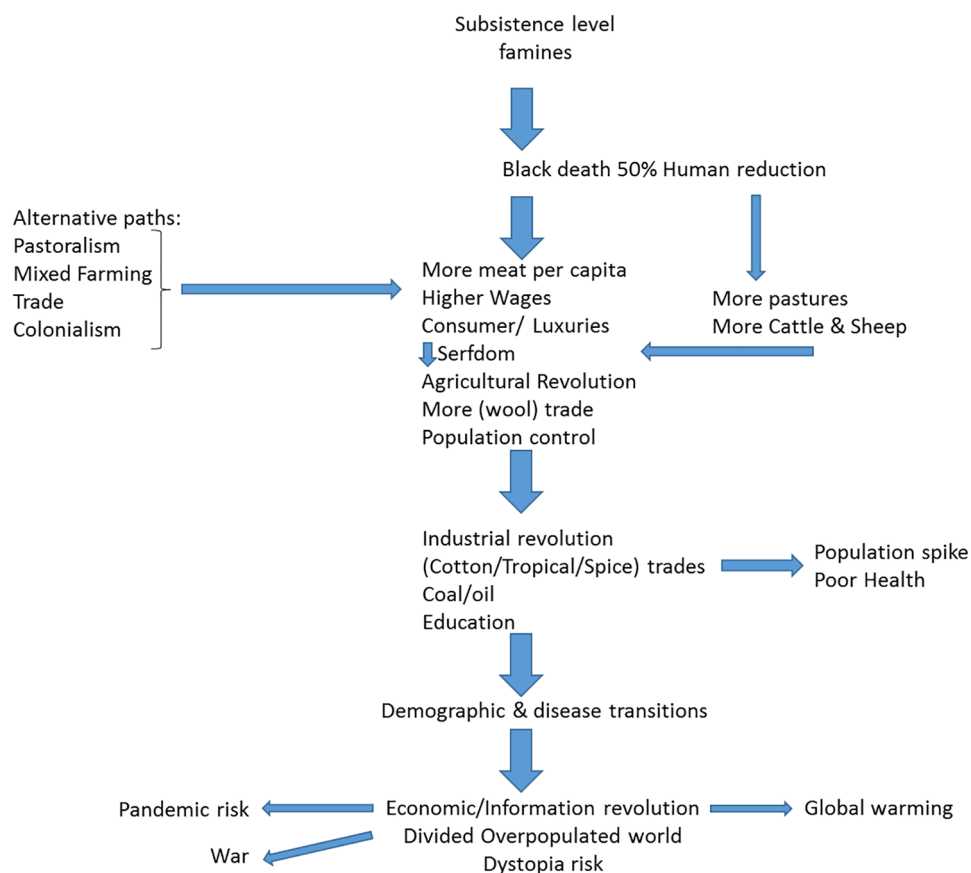 Subsistence level
famines
Black death 50% Human reduction
Alternative paths:
Pastoralism
Mixed Farming
Trade
Colonialism
More meat per capita
Higher Wages
Consumer/ Luxuries
Serfdom
Agricultural Revolution
More (wool) trade
Population control
More pastures
More Cattle & Sheep
Industrial revolution
(Cotton/Tropical/Spice) trades
Coal/oil
Education
Population spike
Poor Health
Demographic & disease transitions
Pandemic risk
Economic/Information revolution
Divided Overpopulated world
Dystopia risk
Global warming
War